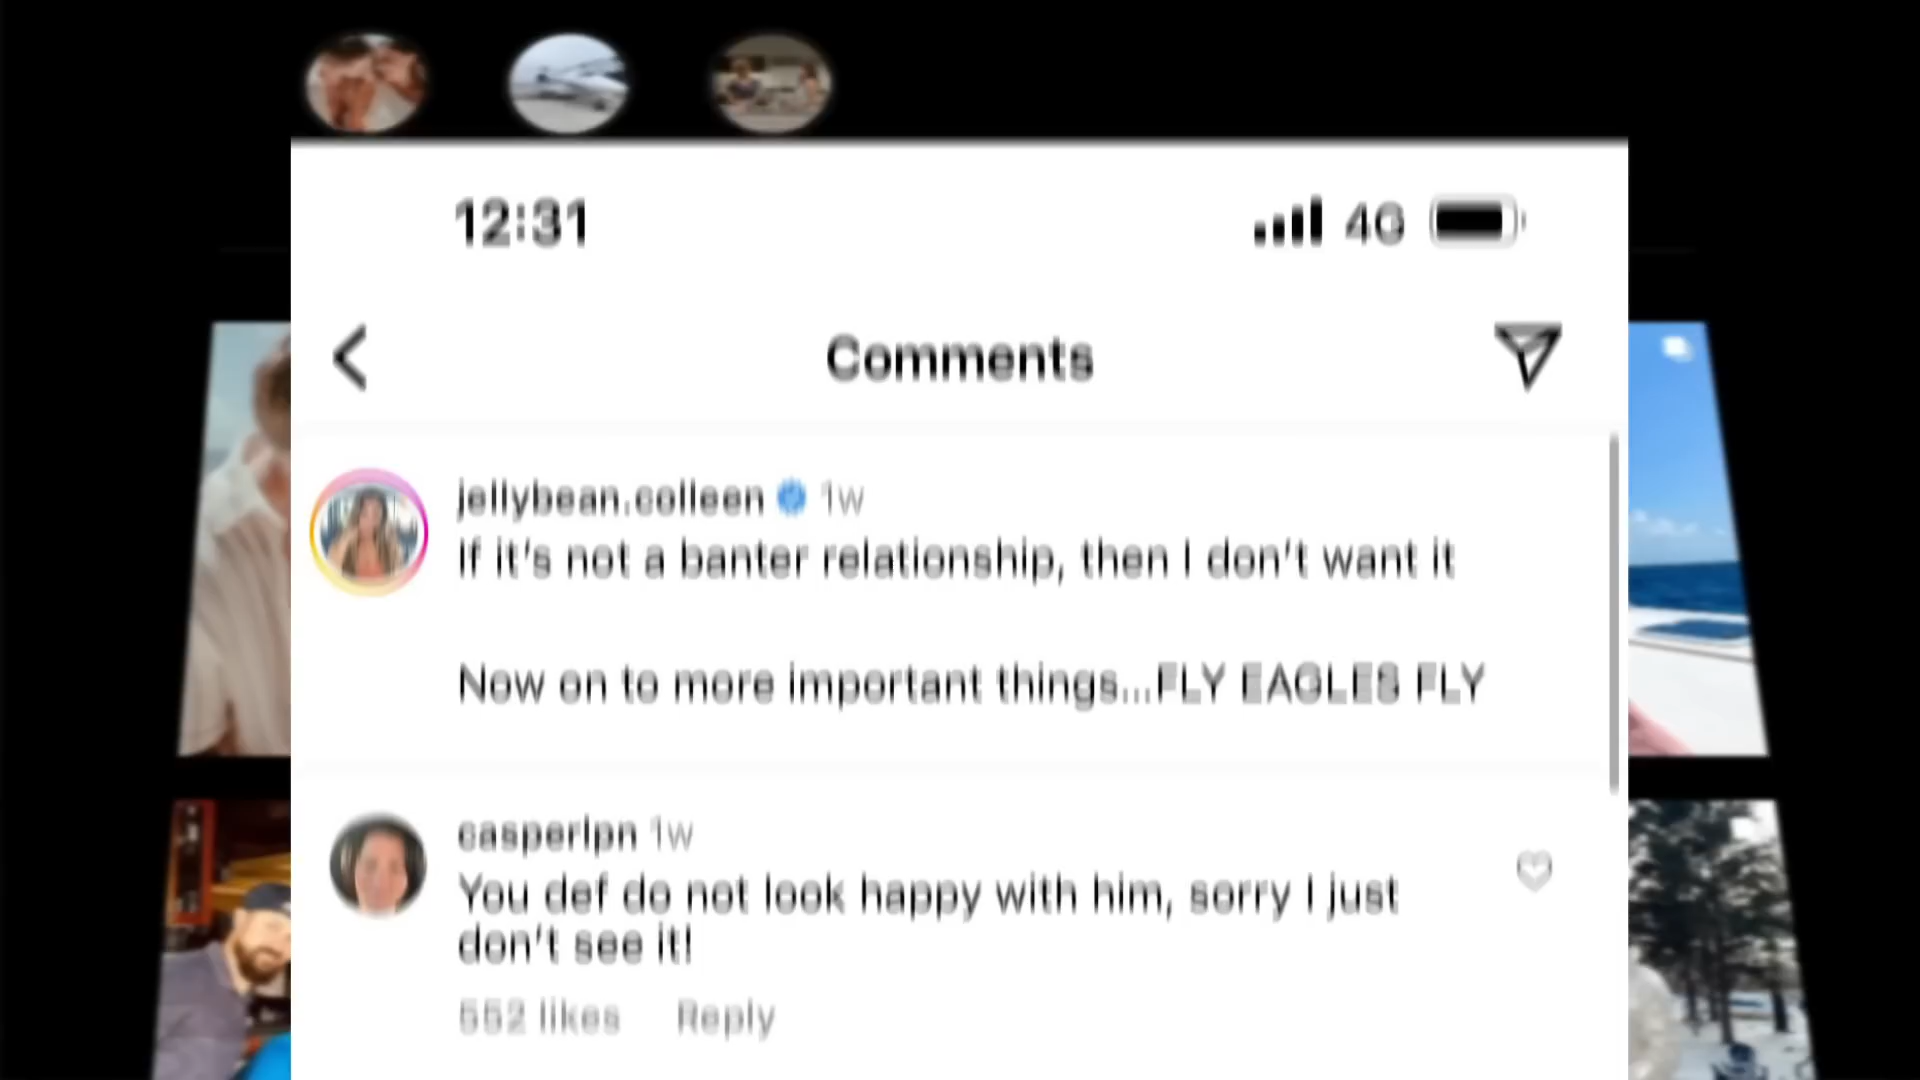 12:31 4G
Comments
jellybean.colleen 1w
If it's not a banter relationship, then I don't want it
Now on to more important things...FLY EAGLES FLY
casperlpn 1w
You def do not look happy with him, sorry I just
don't see it!
552 likes Reply